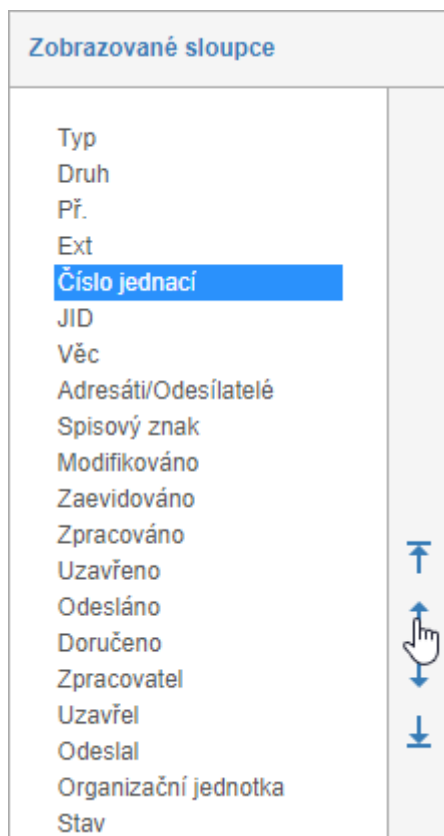 Zobrazované sloupce
Typ
Druh
Př.
Ext
Číslo jednací
JID
Věc
Adresáti/Odesílatelé
Spisový znak
Modifikováno
Zaevidováno
Zpracováno
Uzavřeno
Odesláno
Doručeno
Zpracovatel
Uzavřel
Odeslal
Organizační jednotka
Stav